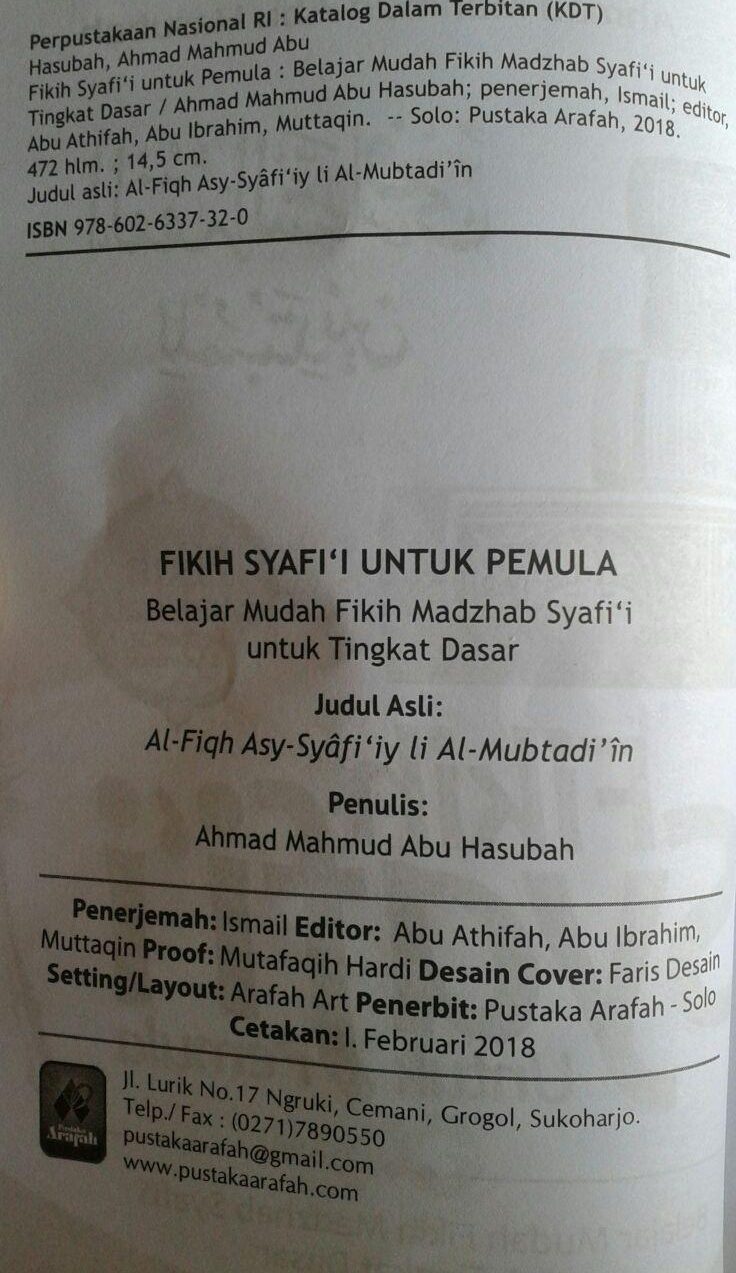 Perpustakaan Nasional RI : Katalog Dalam Terbitan (KDT)
Hasubah, Ahmad Mahmud Abu
Fikih Syafi‘i untuk Pemula : Belajar Mudah Fikih Madzhab Syafi‘i untuk
Tingkat Dasar / Ahmad Mahmud Abu Hasubah; penerjemah, Ismail; editor,
Abu Athifah, Abu Ibrahim, Muttaqin. -- Solo: Pustaka Arafah, 2018.
472 hlm. ; 14,5 cm.
Judul asli: Al-Fiqh Asy-Syâfi‘iy li Al-Mubtadi’în
ISBN 978-602-6337-32-0
FIKIH SYAFI‘I UNTUK PEMULA
Belajar Mudah Fikih Madzhab Syafi‘i
untuk Tingkat Dasar
Judul Asli:
Al-Fiqh Asy-Syâfi‘iy li Al-Mubtadi’în
Penulis:
Ahmad Mahmud Abu Hasubah
Penerjemah: Ismail Editor: Abu Athifah, Abu Ibrahim,
Muttaqin Proof: Mutafaqih Hardi Desain Cover: Faris Desain
Setting/Layout: Arafah Art Penerbit: Pustaka Arafah - Solo
Cetakan: I. Februari 2018
Jl. Lurik No.17 Ngruki, Cemani, Grogol, Sukoharjo.
Telp./ Fax : (0271)7890550
pustakaarafah@gmail.com
www.pustakaarafah.com
Pustaka
Arafah